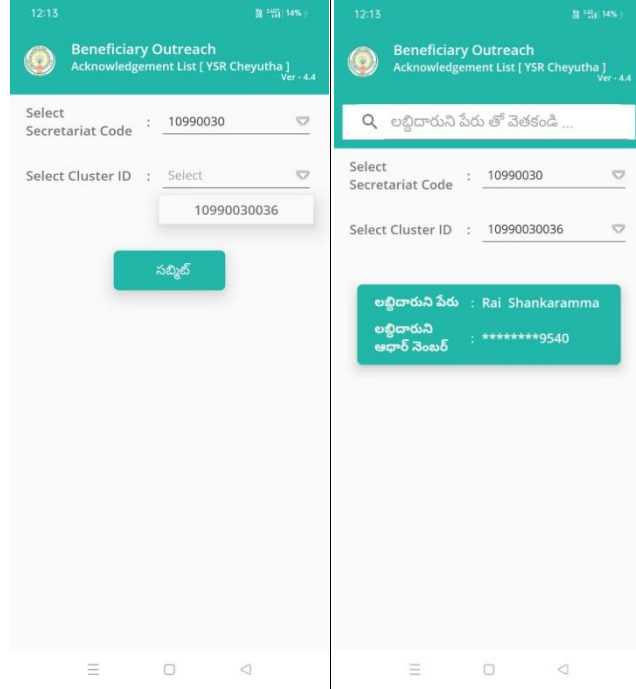 12:13
14%
Beneficiary Outreach
Acknowledgement List [ YSR Cheyutha ]
Ver - 4.4
Select
Secretariat Code : 10990030
Select Cluster ID : Select
10990030036
సబ్మిట్
12:13
14%
Beneficiary Outreach
Acknowledgement List [ YSR Cheyutha ]
Ver - 4.4
లబ్ధిదారుని పేరు తో వెతకండి ...
Select
Secretariat Code : 10990030
Select Cluster ID : 10990030036
లబ్ధిదారుని పేరు : Rai Shankaramma
లబ్ధిదారుని
ఆధార్ నెంబర్ : ********9540